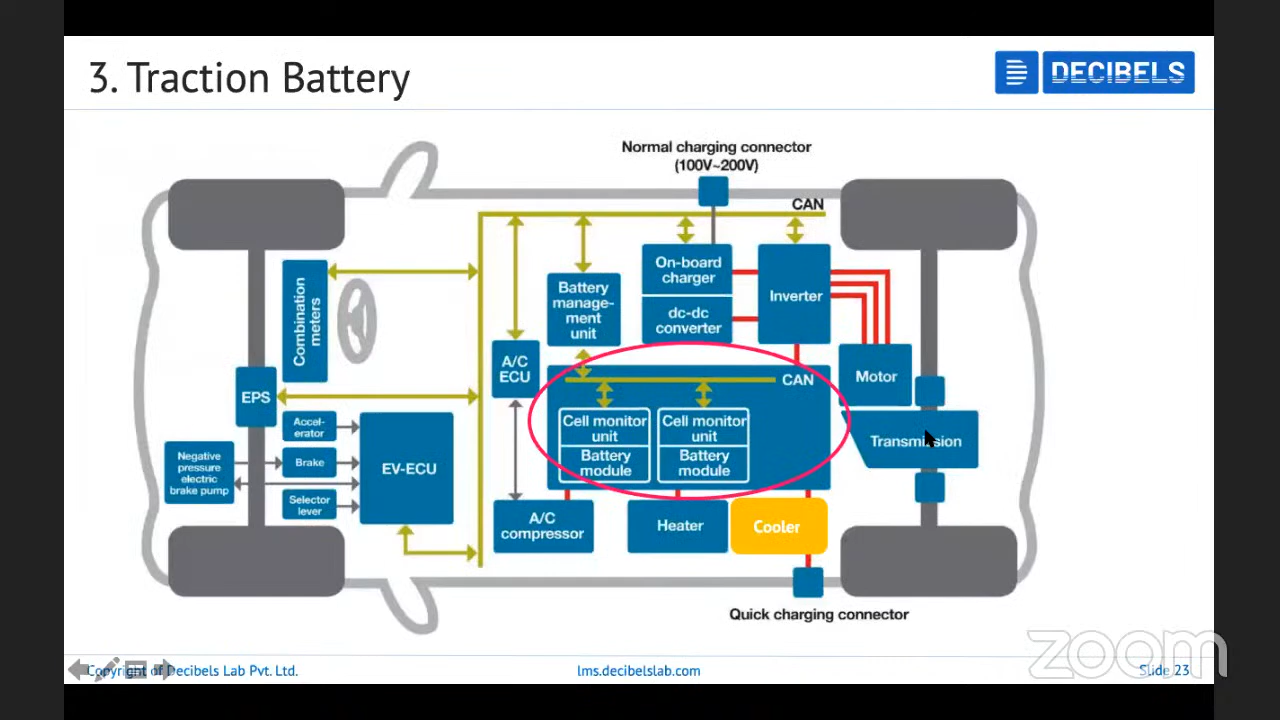 3. Traction Battery
DECIBELS
Normal charging connector
(100V~200V)
CAN
On-board
charger
dc-dc
converter
Inverter
Battery
manage-
ment
unit
Combination
meters
A/C
ECU
CAN
Motor
EPS
Cell monitor
unit
Battery
module
Cell monitor
unit
Battery
module
Transmission
Accel-
erator
Brake
Selector
lever
EV-ECU
Negative
pressure
electric
brake pump
A/C
compressor
Heater
Cooler
Quick charging connector
zoom
Copyright of Decibels Lab Pvt. Ltd.
lms.decibelslab.com
Slide 23